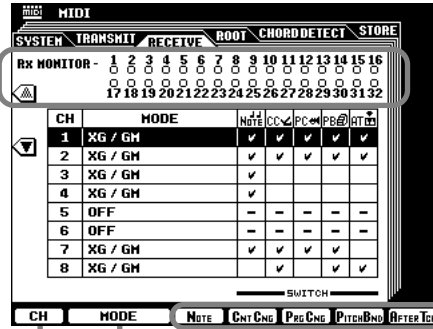 midi MIDI
SYSTEM TRANSMIT RECEIVE ROOT CHORD DETECT STORE
Rx MONITOR - 1 2 3 4 5 6 7 8 9 10 11 12 13 14 15 16
17 18 19 20 21 22 23 24 25 26 27 28 29 30 31 32
CH MODE NOTE CC PC PB AT
1 XG / GM ✓ ✓ ✓ ✓ ✓
2 XG / GM ✓ ✓ ✓ ✓ ✓
3 XG / GM ✓
4 XG / GM ✓
5 OFF – – – – –
6 OFF – – – – –
7 XG / GM ✓ ✓ ✓ ✓
8 XG / GM ✓ ✓ ✓
SWITCH
CH MODE NOTE CNT CNG PRG CNG PITCHBND AFTER TCH